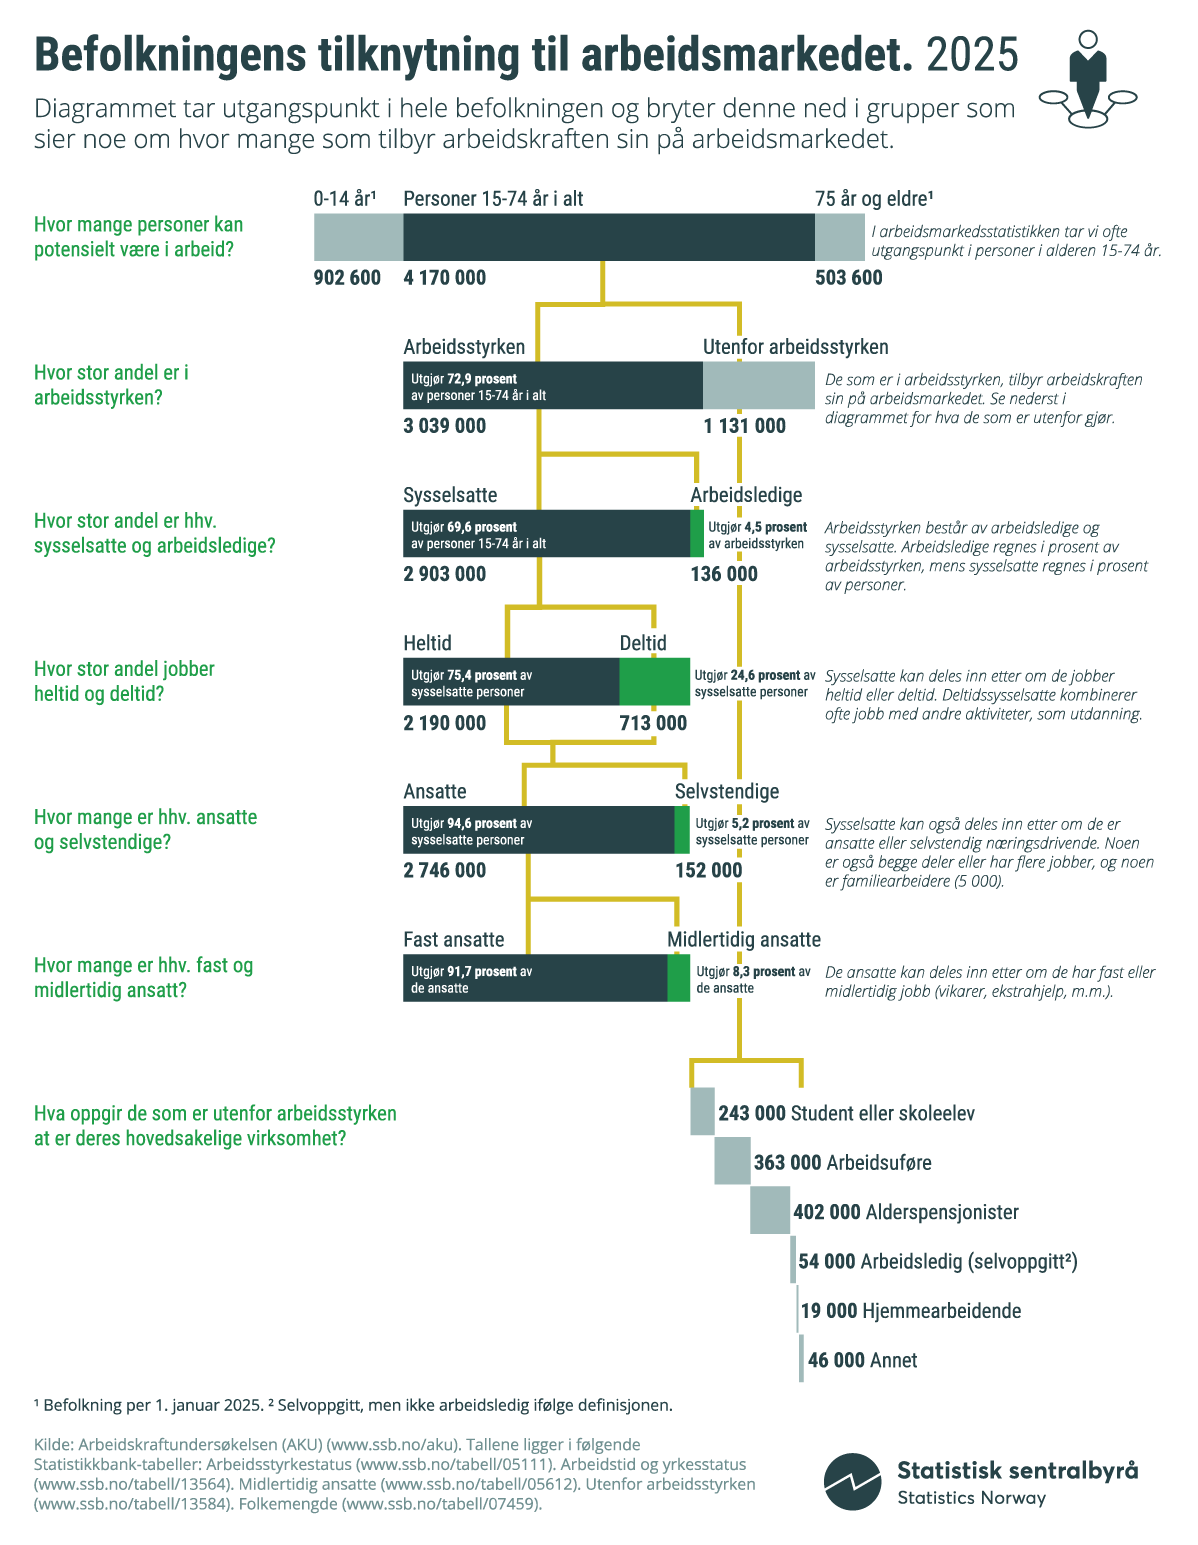 Befolkningens tilknytning til arbeidsmarkedet. 2025
Diagrammet tar utgangspunkt i hele befolkningen og bryter denne ned i grupper som
sier noe om hvor mange som tilbyr arbeidskraften sin på arbeidsmarkedet.
Hvor mange personer kan
potensielt være i arbeid?
0-14 år¹
Personer 15-74 år i alt
75 år og eldre¹
902 600
4 170 000
503 600
I arbeidsmarkedsstatistikken tar vi ofte
utgangspunkt i personer i alderen 15-74 år.
Hvor stor andel er i
arbeidsstyrken?
Arbeidsstyrken
Utenfor arbeidsstyrken
Utgjør 72,9 prosent
av personer 15-74 år i alt
3 039 000
1 131 000
De som er i arbeidsstyrken, tilbyr arbeidskraften
sin på arbeidsmarkedet. Se nederst i
diagrammet for hva de som er utenfor gjør.
Hvor stor andel er hhv.
sysselsatte og arbeidsledige?
Sysselsatte
Arbeidsledige
Utgjør 69,6 prosent
av personer 15-74 år i alt
Utgjør 4,5 prosent
av arbeidsstyrken
2 903 000
136 000
Arbeidsstyrken består av arbeidsledige og
sysselsatte. Arbeidsledige regnes i prosent av
arbeidsstyrken, mens sysselsatte regnes i prosent
av personer.
Hvor stor andel jobber
heltid og deltid?
Heltid
Deltid
Utgjør 75,4 prosent av
sysselsatte personer
Utgjør 24,6 prosent av
sysselsatte personer
2 190 000
713 000
Sysselsatte kan deles inn etter om de jobber
heltid eller deltid. Deltidssysselsatte kombinerer
ofte jobb med andre aktiviteter, som utdanning.
Hvor mange er hhv. ansatte
og selvstendige?
Ansatte
Selvstendige
Utgjør 94,6 prosent av
sysselsatte personer
Utgjør 5,2 prosent av
sysselsatte personer
2 746 000
152 000
Sysselsatte kan også deles inn etter om de er
ansatte eller selvstendig næringsdrivende. Noen
er også begge deler eller har flere jobber, og noen
er familiearbeidere (5 000).
Hvor mange er hhv. fast og
midlertidig ansatt?
Fast ansatte
Midlertidig ansatte
Utgjør 91,7 prosent av
de ansatte
Utgjør 8,3 prosent av
de ansatte
De ansatte kan deles inn etter om de har fast eller
midlertidig jobb (vikarer, ekstrahjelp, m.m.).
Hva oppgir de som er utenfor arbeidsstyrken
at er deres hovedsakelige virksomhet?
243 000 Student eller skoleelev
363 000 Arbeidsuføre
402 000 Alderspensjonister
54 000 Arbeidsledig (selvoppgitt²)
19 000 Hjemmearbeidende
46 000 Annet
¹ Befolkning per 1. januar 2025. ² Selvoppgitt, men ikke arbeidsledig ifølge definisjonen.
Kilde: Arbeidskraftundersøkelsen (AKU) (www.ssb.no/aku). Tallene ligger i følgende
Statistikkbank-tabeller: Arbeidsstyrkestatus (www.ssb.no/tabell/05111). Arbeidstid og yrkesstatus
(www.ssb.no/tabell/13564). Midlertidig ansatte (www.ssb.no/tabell/05612). Utenfor arbeidsstyrken
(www.ssb.no/tabell/13584). Folkemengde (www.ssb.no/tabell/07459).
Statistisk sentralbyrå
Statistics Norway